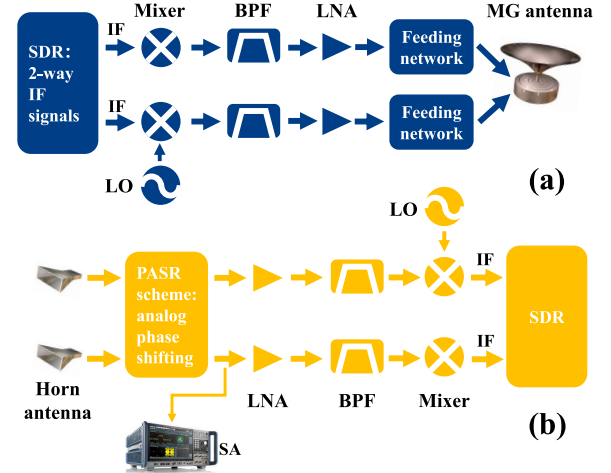 Mixer
BPF
LNA
MG antenna
SDR:
2-way
IF
signals
IF
Feeding
network
IF
Feeding
network
LO
(a)
LO
PASR
scheme:
analog
phase
shifting
IF
SDR
IF
Horn
antenna
LNA
BPF
Mixer
(b)
SA